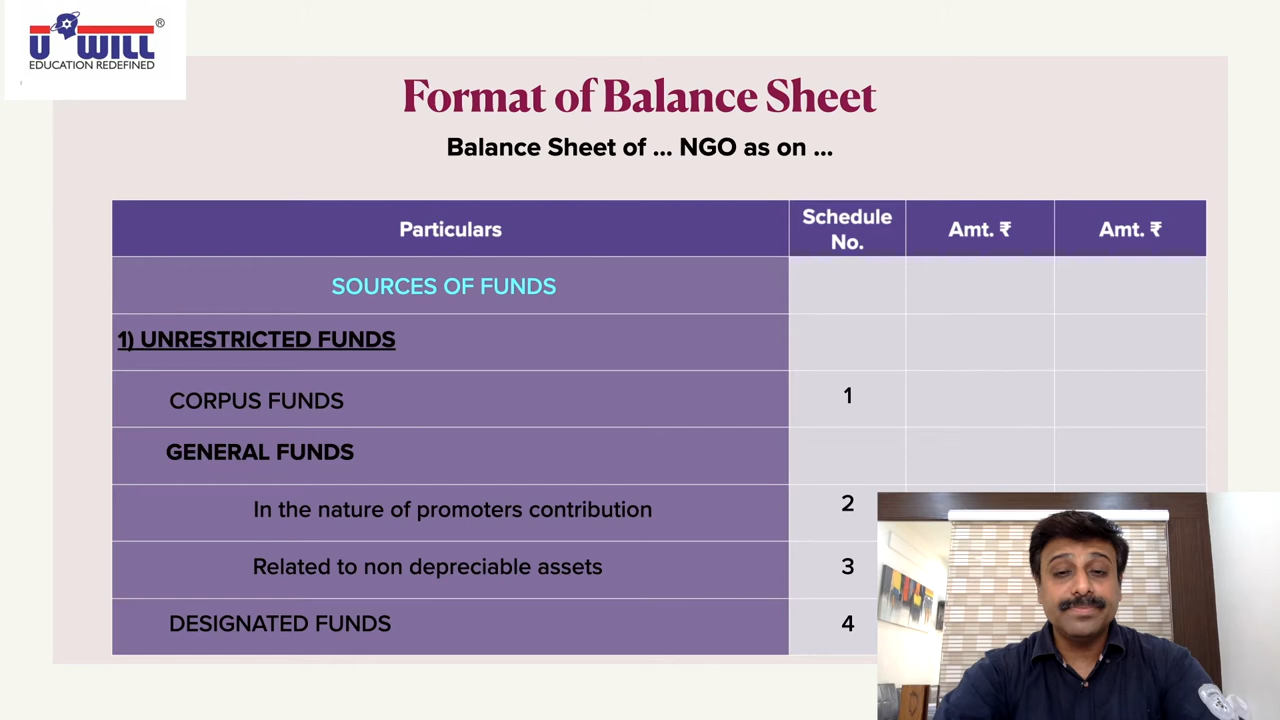 U WILL ®
EDUCATION REDEFINED
Format of Balance Sheet
Balance Sheet of ... NGO as on ...
Particulars
Schedule
No.
Amt. ₹
Amt. ₹
SOURCES OF FUNDS
1) UNRESTRICTED FUNDS
CORPUS FUNDS
1
GENERAL FUNDS
In the nature of promoters contribution
2
Related to non depreciable assets
3
DESIGNATED FUNDS
4